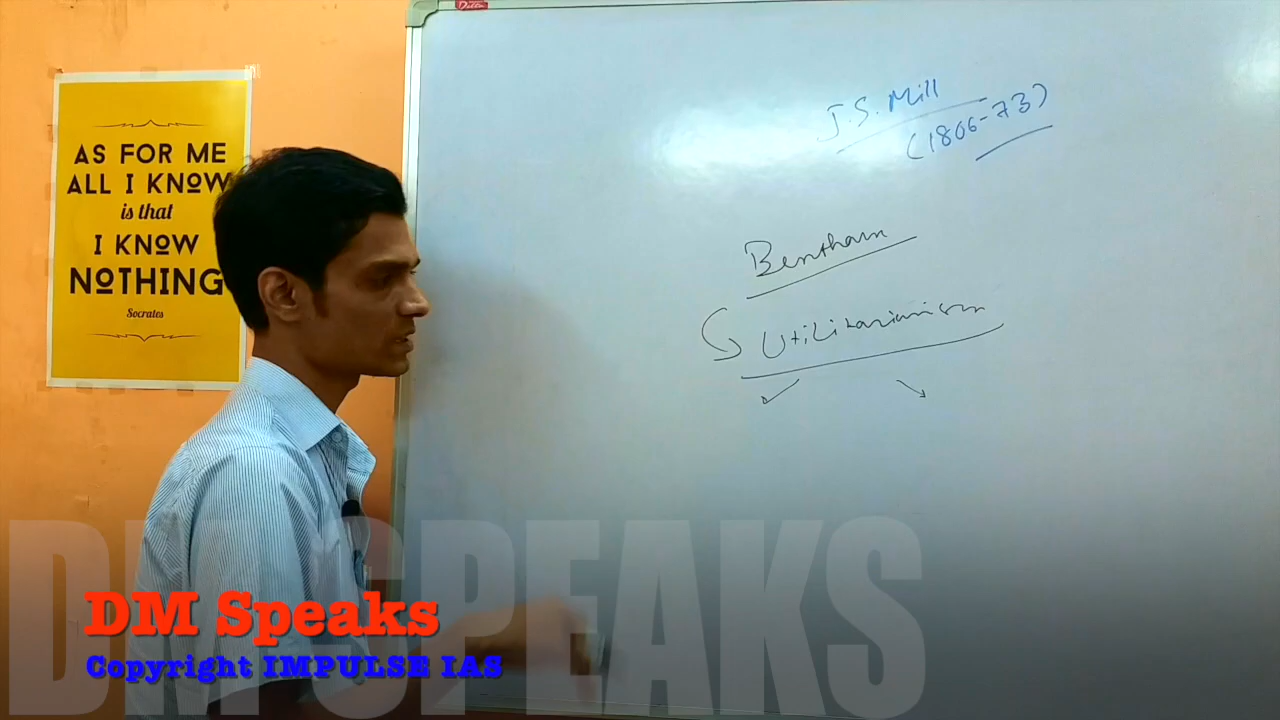 Delta
AS FOR ME
ALL I KNOW
is that
I KNOW
NOTHING
Socrates
J.S. Mill
(1806-73)
Bentham
Utilitarianism
DM SPEAKS
DM Speaks
Copyright IMPULSE IAS